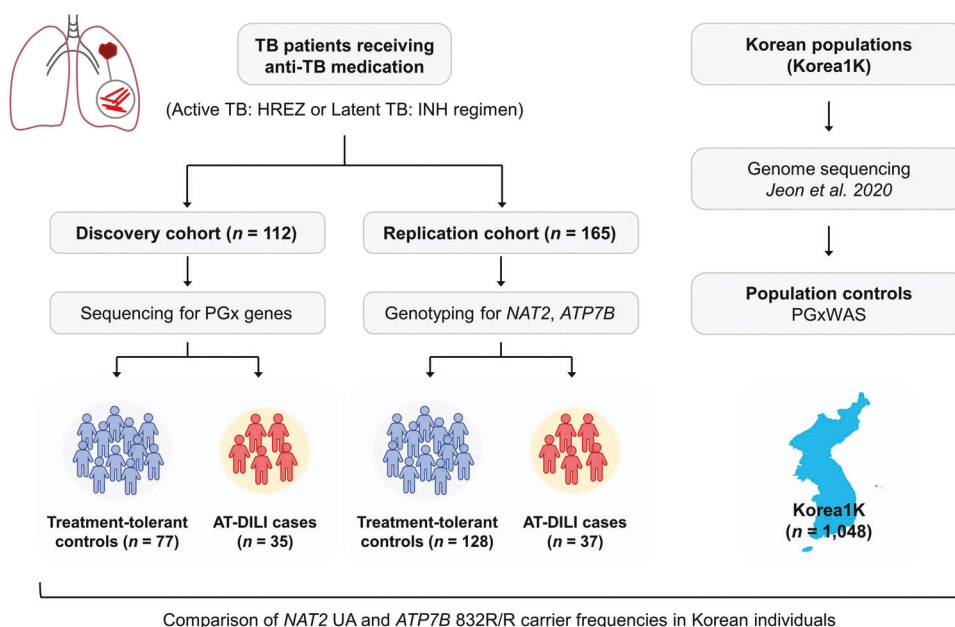 TB patients receiving
anti-TB medication
(Active TB: HREZ or Latent TB: INH regimen)
Discovery cohort (n = 112)
Replication cohort (n = 165)
Sequencing for PGx genes
Genotyping for NAT2, ATP7B
Treatment-tolerant
controls (n = 77)
AT-DILI cases
(n = 35)
Treatment-tolerant
controls (n = 128)
AT-DILI cases
(n = 37)
Korean populations
(Korea1K)
Genome sequencing
Jeon et al. 2020
Population controls
PGxWAS
Korea1K
(n = 1,048)
Comparison of NAT2 UA and ATP7B 832R/R carrier frequencies in Korean individuals